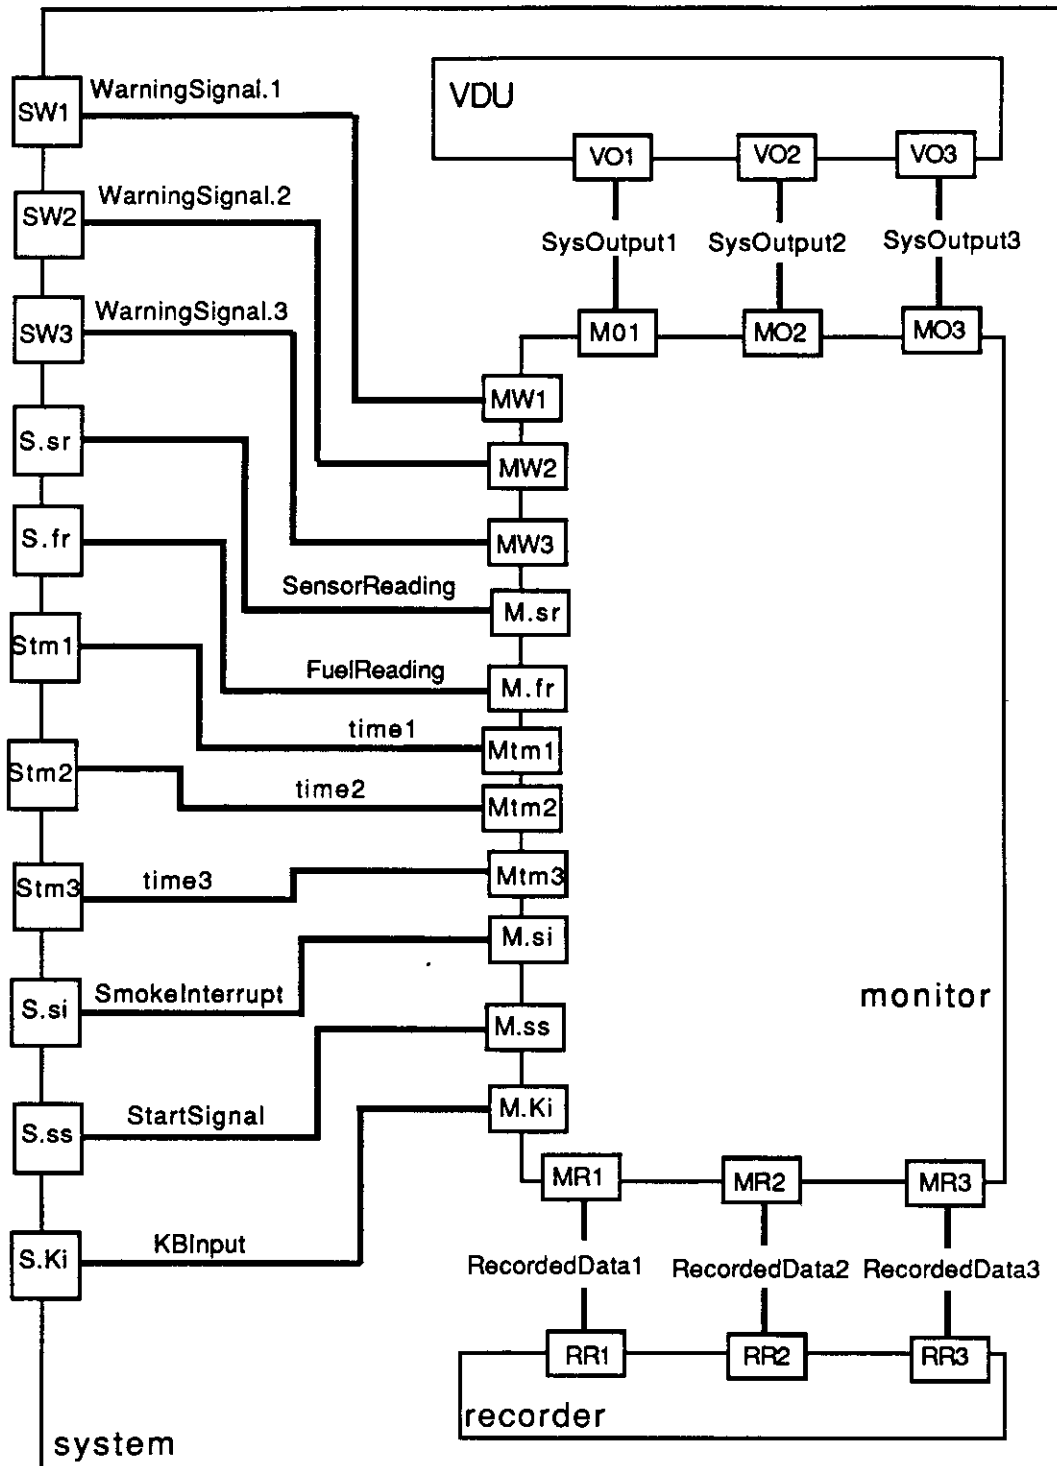 WarningSignal.1
SW1
VDU
VO1
VO2
VO3
WarningSignal.2
SW2
SysOutput1
SysOutput2
SysOutput3
WarningSignal.3
SW3
M01
MO2
MO3
MW1
S.sr
MW2
S.fr
MW3
SensorReading
M.sr
Stm1
FuelReading
M.fr
time1
Mtm1
Stm2
time2
Mtm2
Stm3
time3
Mtm3
M.si
S.si
SmokeInterrupt
monitor
M.ss
S.ss
StartSignal
M.Ki
MR1
MR2
MR3
S.Ki
KBInput
RecordedData1
RecordedData2
RecordedData3
RR1
RR2
RR3
recorder
system